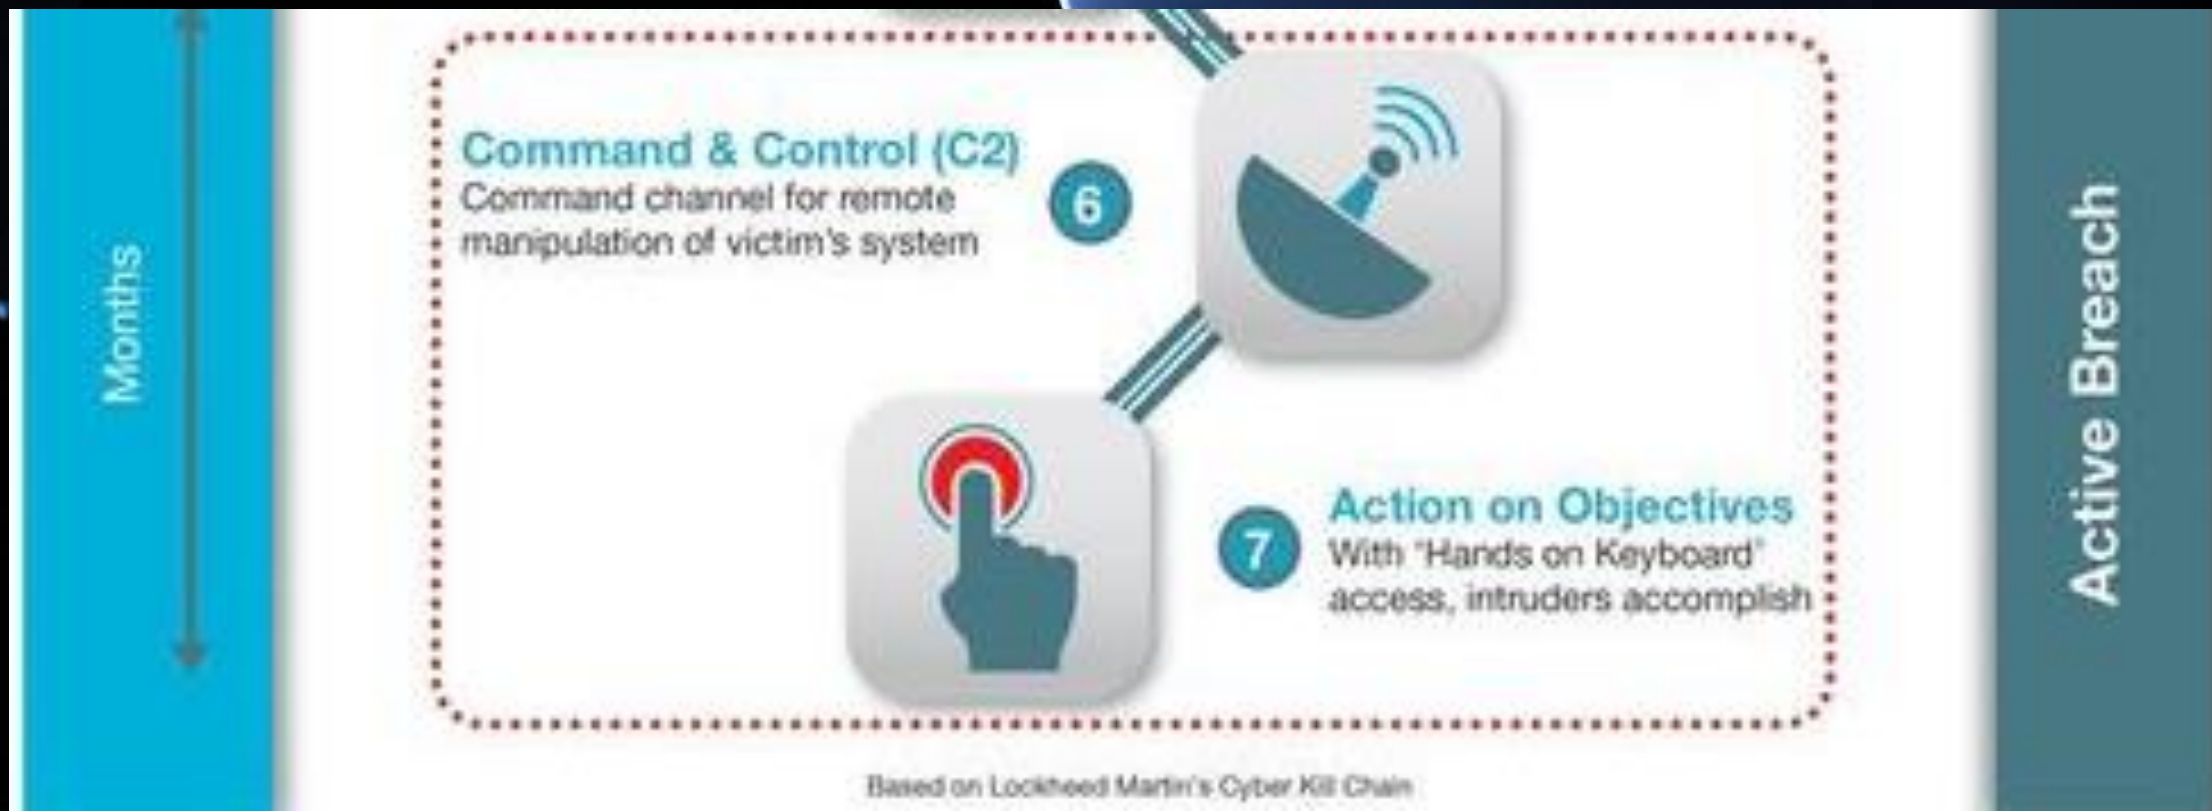 Command & Control (C2)
Command channel for remote
manipulation of victim's system
6
Months
Active Breach
7
Action on Objectives
With "Hands on Keyboard"
access, intruders accomplish
Based on Lockheed Martin's Cyber Kill Chain